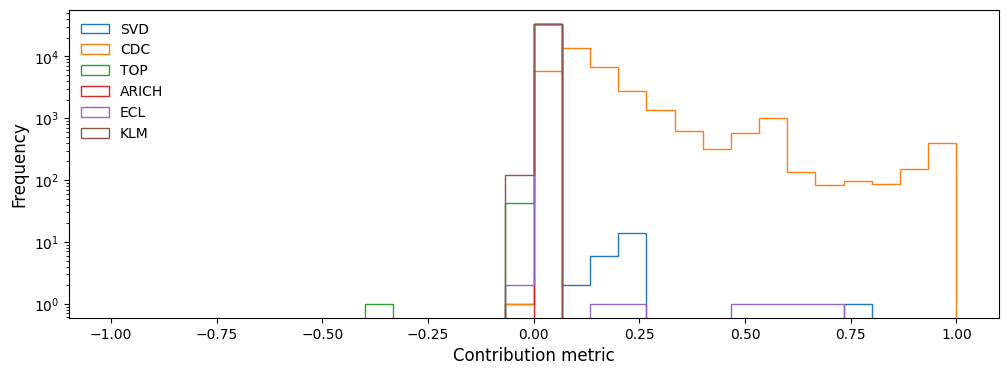 SVD
CDC
TOP
ARICH
ECL
KLM
Frequency
10⁴
10³
10²
10¹
10⁰
−1.00 −0.75 −0.50 −0.25 0.00 0.25 0.50 0.75 1.00
Contribution metric